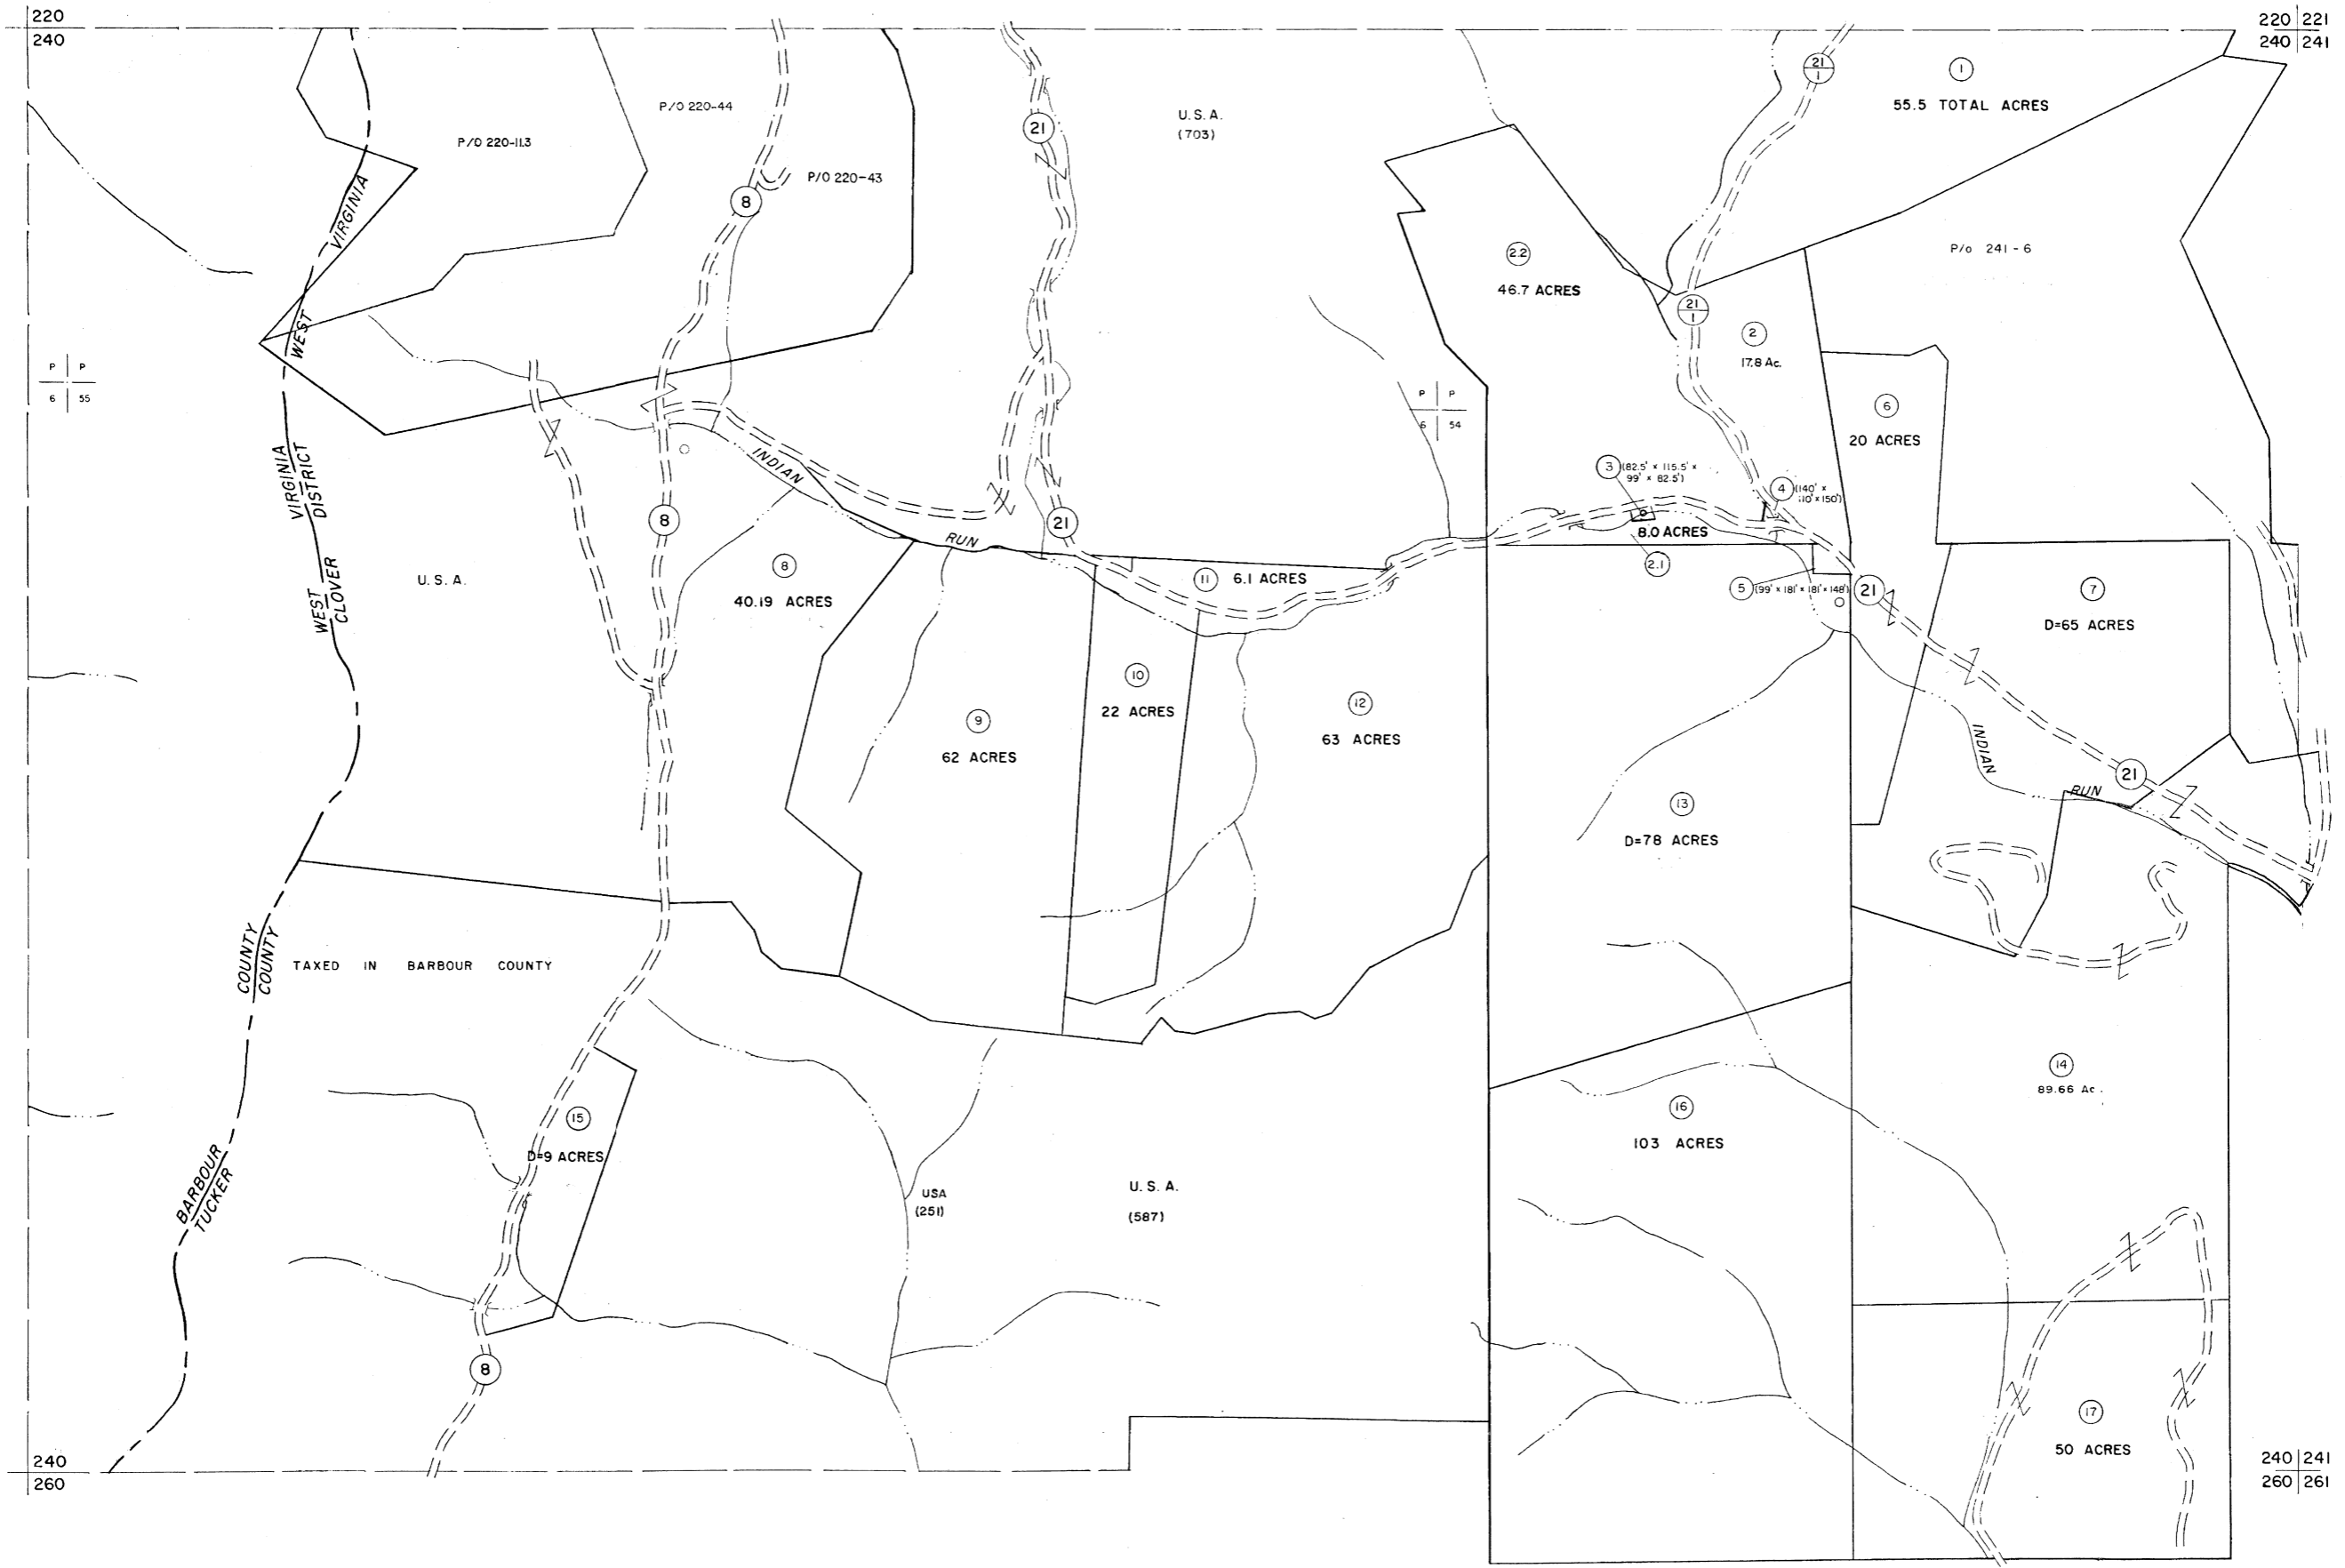 220
240
220 221
240 241
21
1
1
55.5 TOTAL ACRES
P/O 220-44
U. S. A.
(703)
21
P/O 220-11.3
P/O 220-43
8
VIRGINIA
WEST
2.2
46.7 ACRES
P/o 241 - 6
21
1
2
17.8 Ac.
P P
6 55
P P
6 54
6
20 ACRES
VIRGINIA
DISTRICT
INDIAN
3 (82.5' x 115.5' x
99' x 82.5')
4 (140' x
110' x 150')
8
21
RUN
8.0 ACRES
2.1
WEST
CLOVER
U. S. A.
8
40.19 ACRES
11 6.1 ACRES
5 (99' x 181' x 181' x 148')
21
7
D=65 ACRES
10
22 ACRES
9
62 ACRES
12
63 ACRES
INDIAN
RUN
21
13
D=78 ACRES
COUNTY
COUNTY
TAXED IN BARBOUR COUNTY
14
89.66 Ac.
15
D=9 ACRES
16
103 ACRES
BARBOUR
TUCKER
USA
(251)
U. S. A.
(587)
8
17
50 ACRES
240
260
240 241
260 261